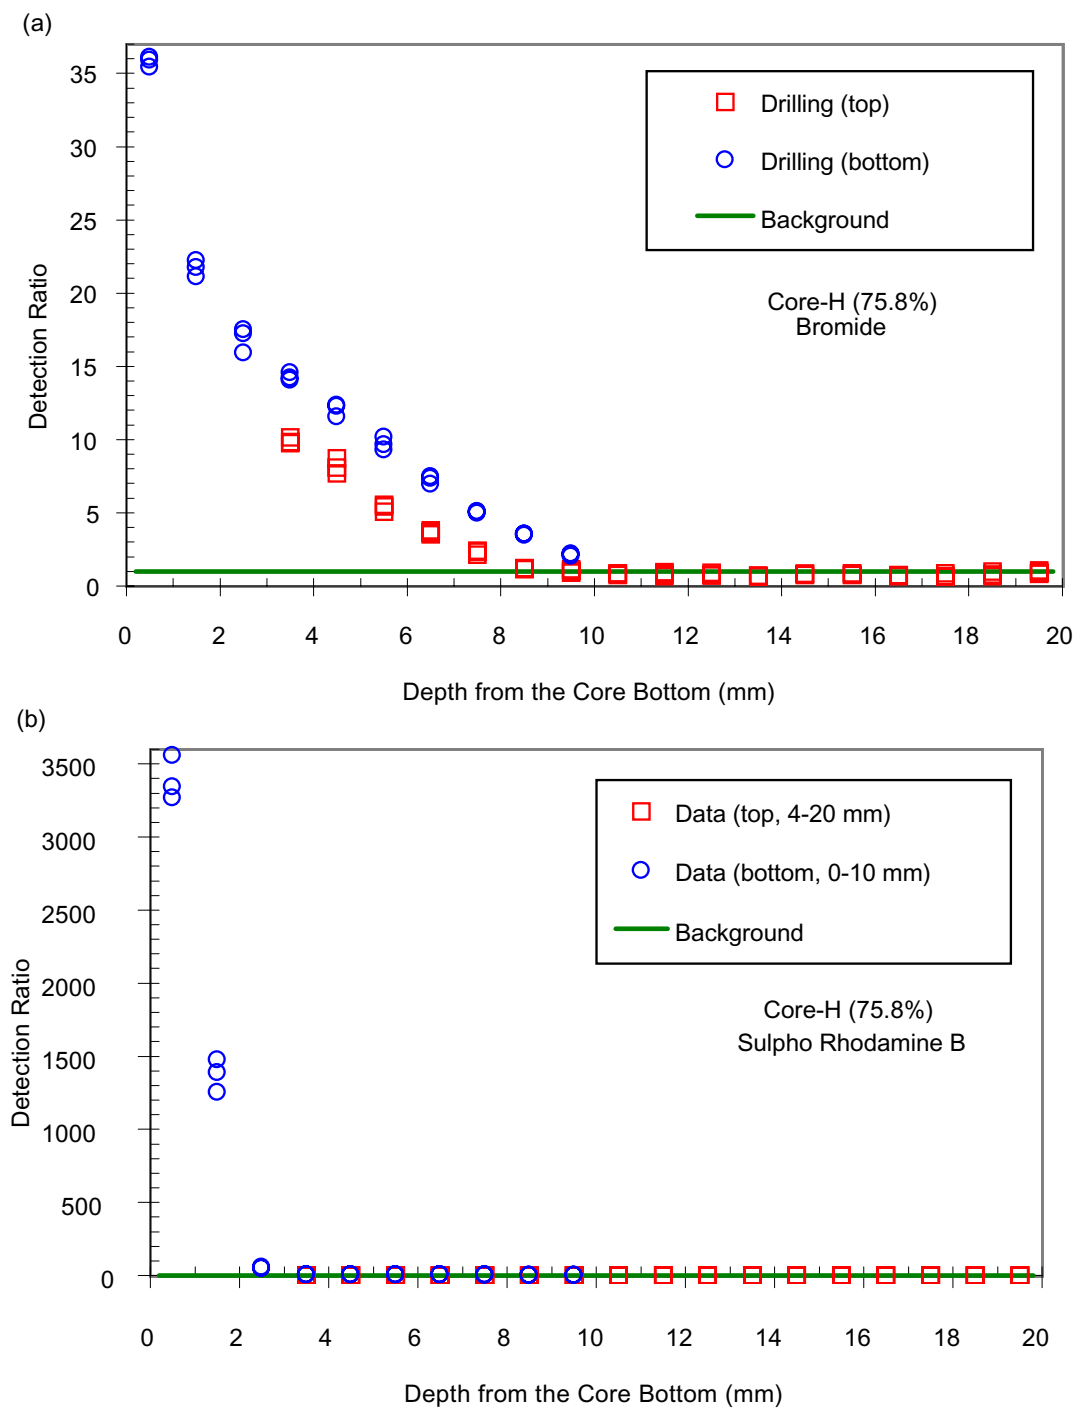 (a)
35
30
25
20
15
10
5
0
Detection Ratio
Drilling (top)
Drilling (bottom)
Background
Core-H (75.8%)
Bromide
0 2 4 6 8 10 12 14 16 18 20
Depth from the Core Bottom (mm)
(b)
3500
3000
2500
2000
1500
1000
500
0
Detection Ratio
Data (top, 4-20 mm)
Data (bottom, 0-10 mm)
Background
Core-H (75.8%)
Sulpho Rhodamine B
0 2 4 6 8 10 12 14 16 18 20
Depth from the Core Bottom (mm)